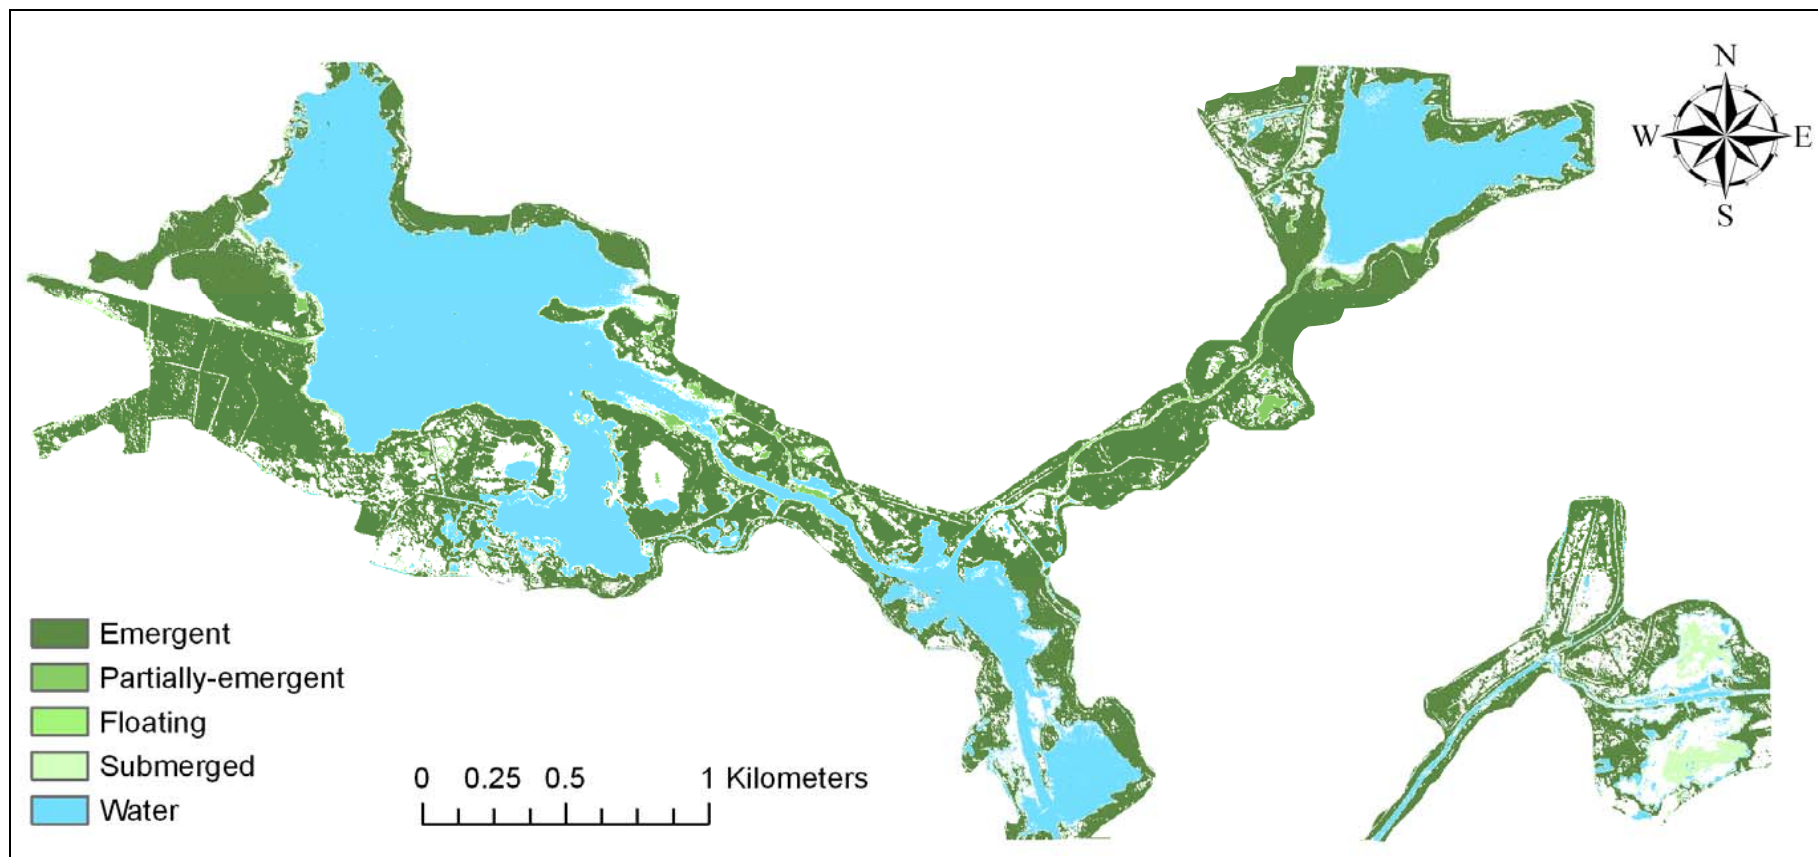 N
W E
S
Emergent
Partially-emergent
Floating
Submerged
Water
0 0.25 0.5 1 Kilometers